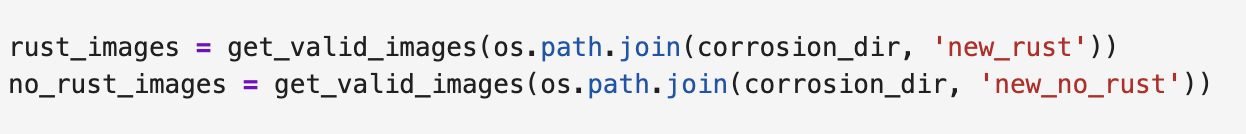 rust_images = get_valid_images(os.path.join(corrosion_dir, 'new_rust'))
no_rust_images = get_valid_images(os.path.join(corrosion_dir, 'new_no_rust'))